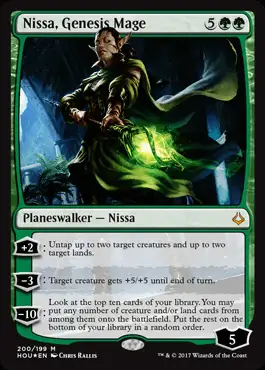 Nissa, Genesis Mage 5
Planeswalker — Nissa
+2: Untap up to two target creatures and up to two
target lands.
-3: Target creature gets +5/+5 until end of turn.
Look at the top ten cards of your library. You may
-10: put any number of creature and/or land cards from
among them onto the battlefield. Put the rest on the
bottom of your library in a random order.
5
200/199 M
HOU★EN Chris Rallis
™ & © 2017 Wizards of the Coast